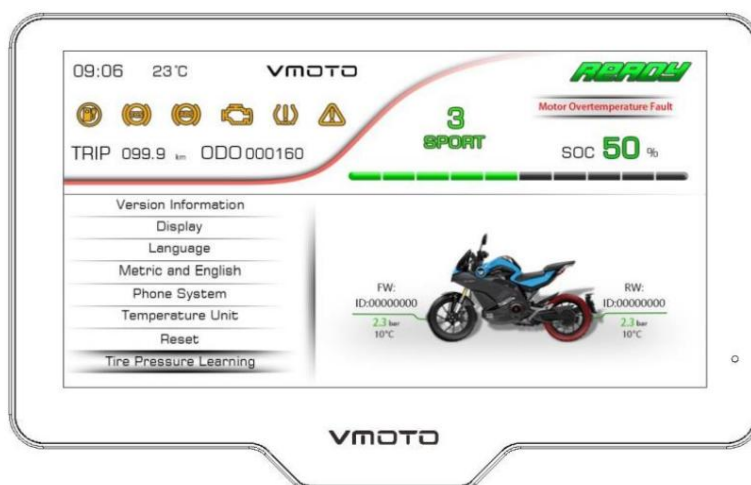 09:06 23°C VMOTO READY
Motor Overtemperature Fault
3
SPORT
TRIP 099.9 km ODO 000160
SOC 50 %
Version Information
Display
Language
Metric and English
Phone System
Temperature Unit
Reset
Tire Pressure Learning
FW:
ID:00000000
2.3 bar
10°C
RW:
ID:00000000
2.3 bar
10°C
VMOTO